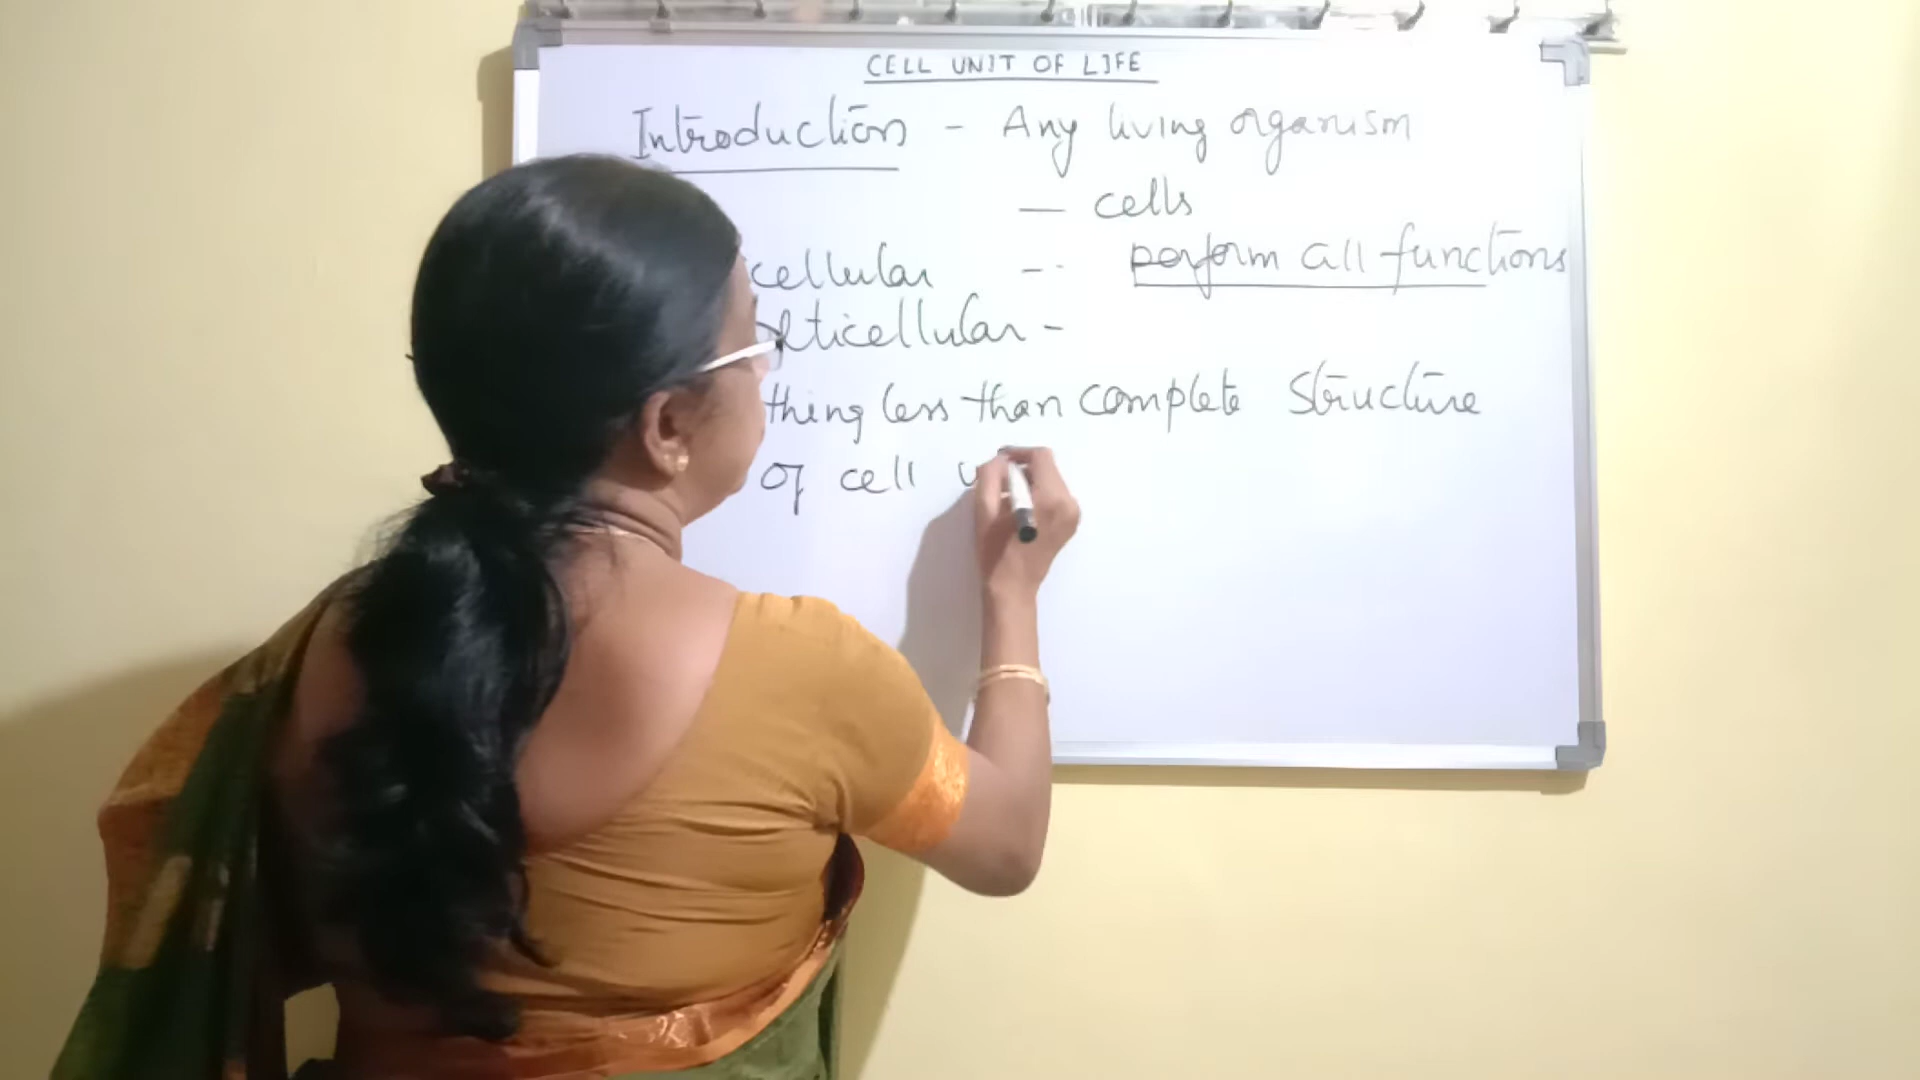 CELL UNIT OF LIFE
Introduction - Any living organism
— cells
cellular -- perform all functions
lticellular -
thing less than complete Structure
of cell